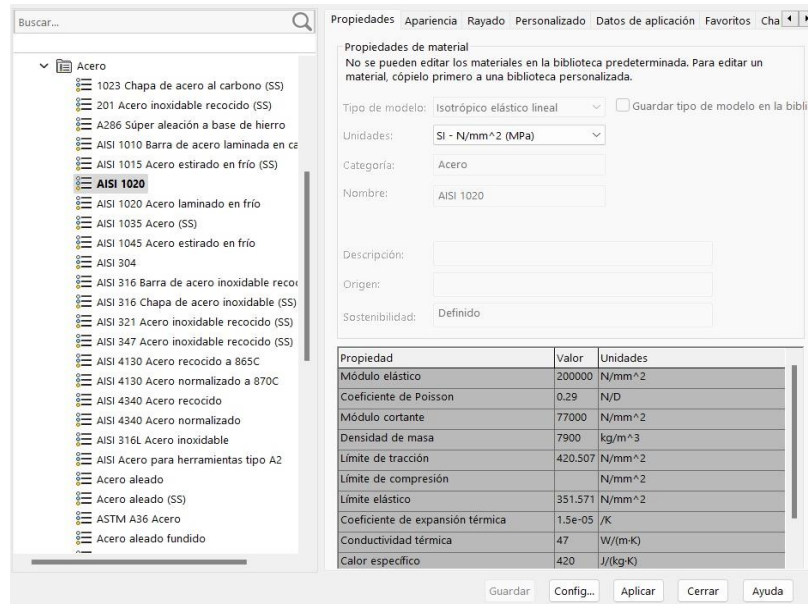 Buscar...
Acero
1023 Chapa de acero al carbono (SS)
201 Acero inoxidable recocido (SS)
A286 Súper aleación a base de hierro
AISI 1010 Barra de acero laminada en ca
AISI 1015 Acero estirado en frío (SS)
AISI 1020
AISI 1020 Acero laminado en frío
AISI 1035 Acero (SS)
AISI 1045 Acero estirado en frío
AISI 304
AISI 316 Barra de acero inoxidable reco
AISI 316 Chapa de acero inoxidable (SS)
AISI 321 Acero inoxidable recocido (SS)
AISI 347 Acero inoxidable recocido (SS)
AISI 4130 Acero recocido a 865C
AISI 4130 Acero normalizado a 870C
AISI 4340 Acero recocido
AISI 4340 Acero normalizado
AISI 316L Acero inoxidable
AISI Acero para herramientas tipo A2
Acero aleado
Acero aleado (SS)
ASTM A36 Acero
Acero aleado fundido
Propiedades Apariencia Rayado Personalizado Datos de aplicación Favoritos Cha
Propiedades de material
No se pueden editar los materiales en la biblioteca predeterminada. Para editar un
material, cópielo primero a una biblioteca personalizada.
Tipo de modelo: Isotrópico elástico lineal Guardar tipo de modelo en la bibli
Unidades: SI - N/mm^2 (MPa)
Categoría: Acero
Nombre: AISI 1020
Descripción:
Origen:
Sostenibilidad: Definido
Propiedad Valor Unidades
Módulo elástico 200000 N/mm^2
Coeficiente de Poisson 0.29 N/D
Módulo cortante 77000 N/mm^2
Densidad de masa 7900 kg/m^3
Límite de tracción 420.507 N/mm^2
Límite de compresión N/mm^2
Límite elástico 351.571 N/mm^2
Coeficiente de expansión térmica 1.5e-05 /K
Conductividad térmica 47 W/(m·K)
Calor específico 420 J/(kg·K)
Guardar Config... Aplicar Cerrar Ayuda